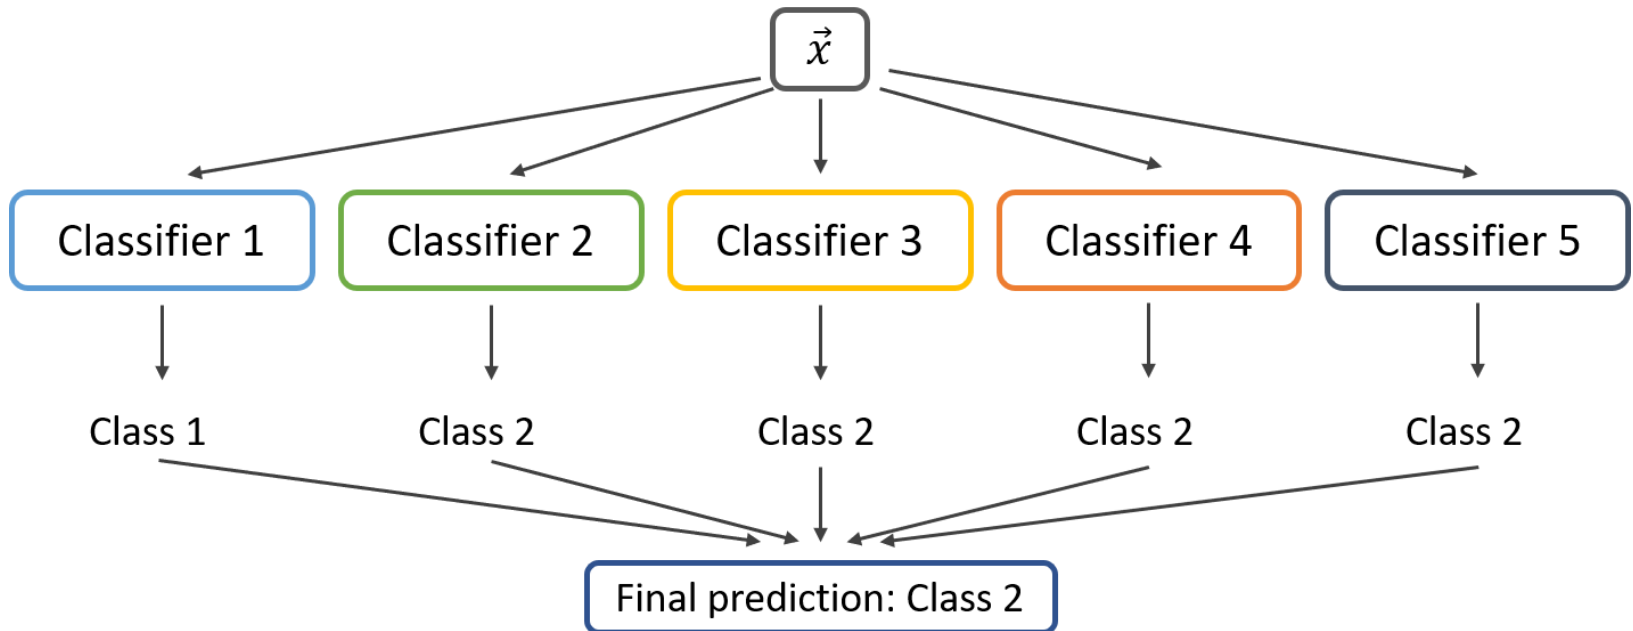 x⃗
Classifier 1
Classifier 2
Classifier 3
Classifier 4
Classifier 5
Class 1
Class 2
Class 2
Class 2
Class 2
Final prediction: Class 2